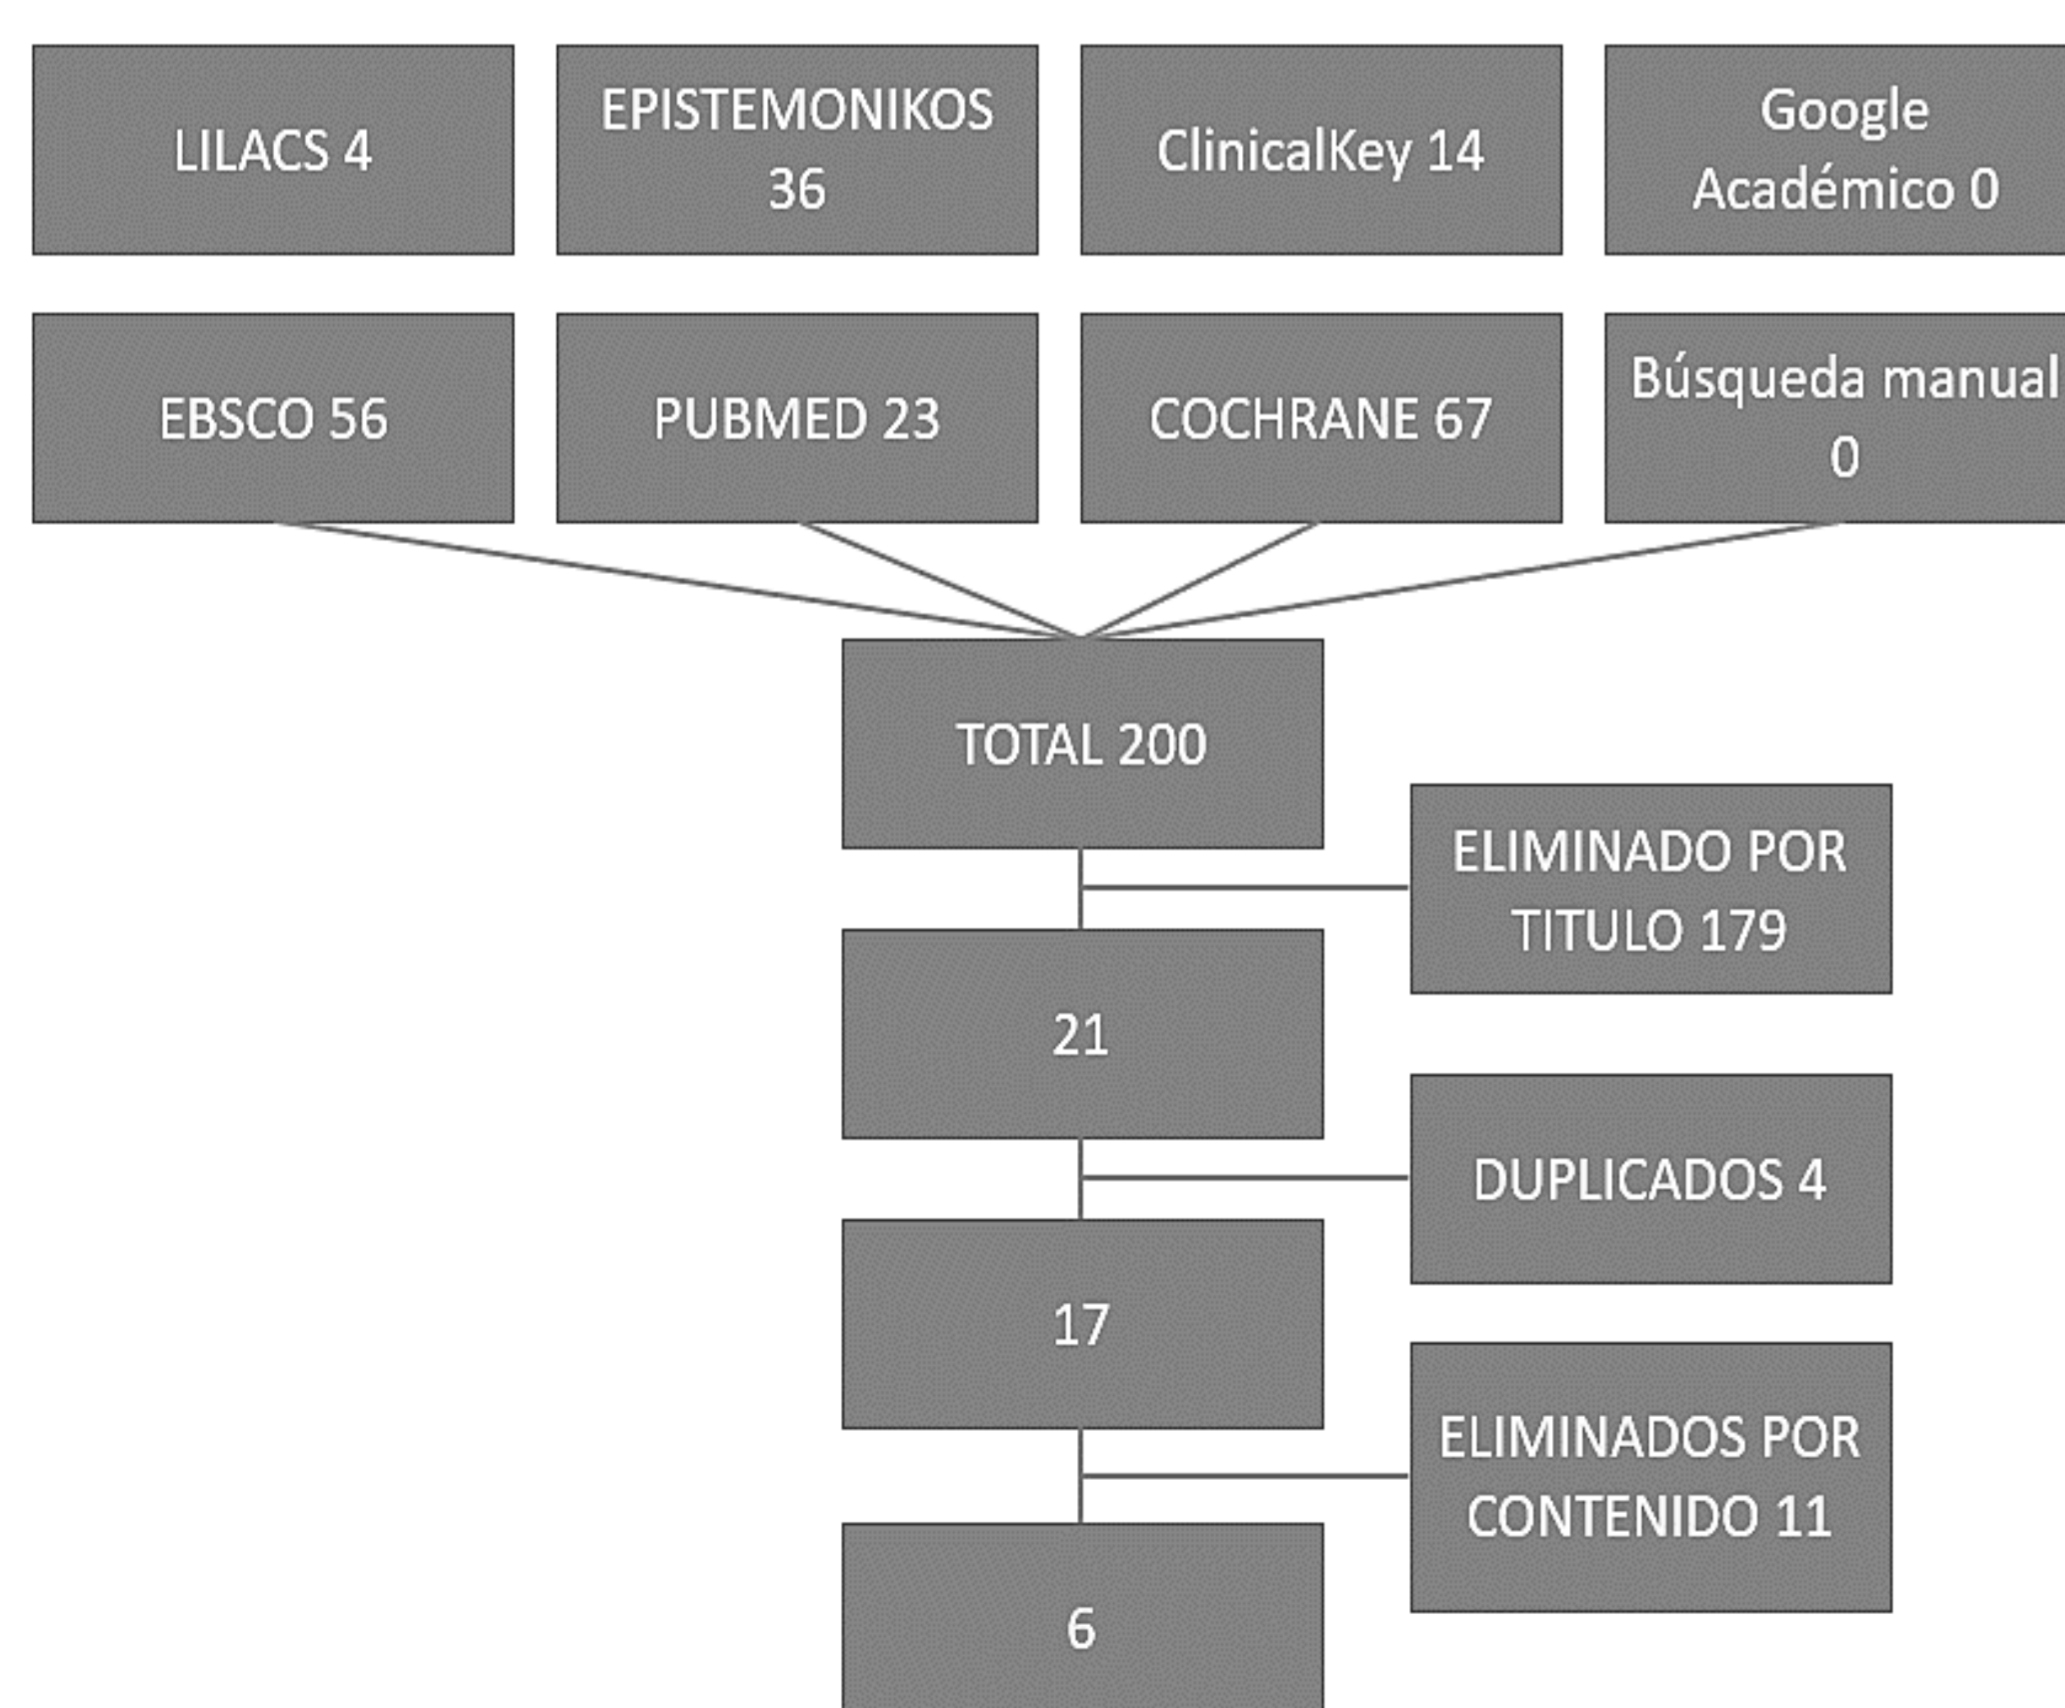 LILACS 4
EPISTEMONIKOS
36
ClinicalKey 14
Google
Académico 0
EBSCO 56
PUBMED 23
COCHRANE 67
Búsqueda manual
0
TOTAL 200
ELIMINADO POR
TITULO 179
21
DUPLICADOS 4
17
ELIMINADOS POR
CONTENIDO 11
6